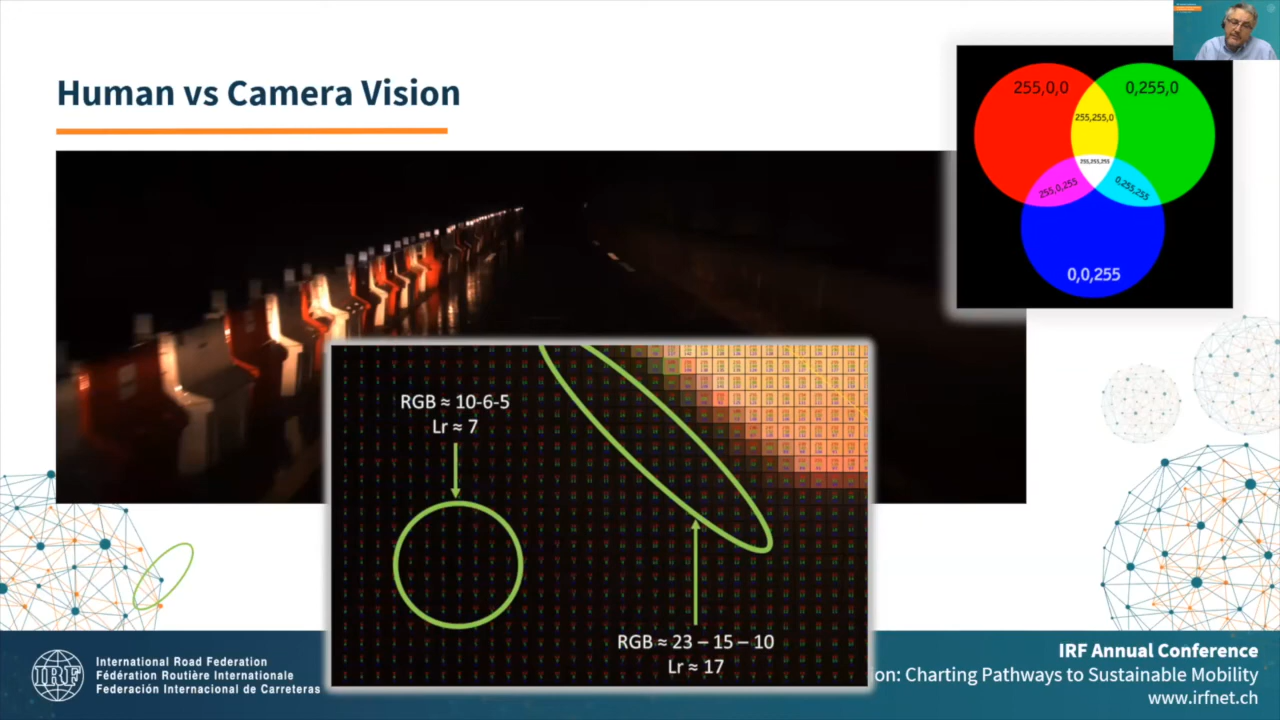 Human vs Camera Vision
255,0,0
0,255,0
255,255,0
255,255,255
255,0,255
0,255,255
0,0,255
RGB ≈ 10-6-5
Lr ≈ 7
RGB ≈ 23 – 15 – 10
Lr ≈ 17
IRF
International Road Federation
Fédération Routière Internationale
Federación Internacional de Carreteras
IRF Annual Conference
on: Charting Pathways to Sustainable Mobility
www.irfnet.ch